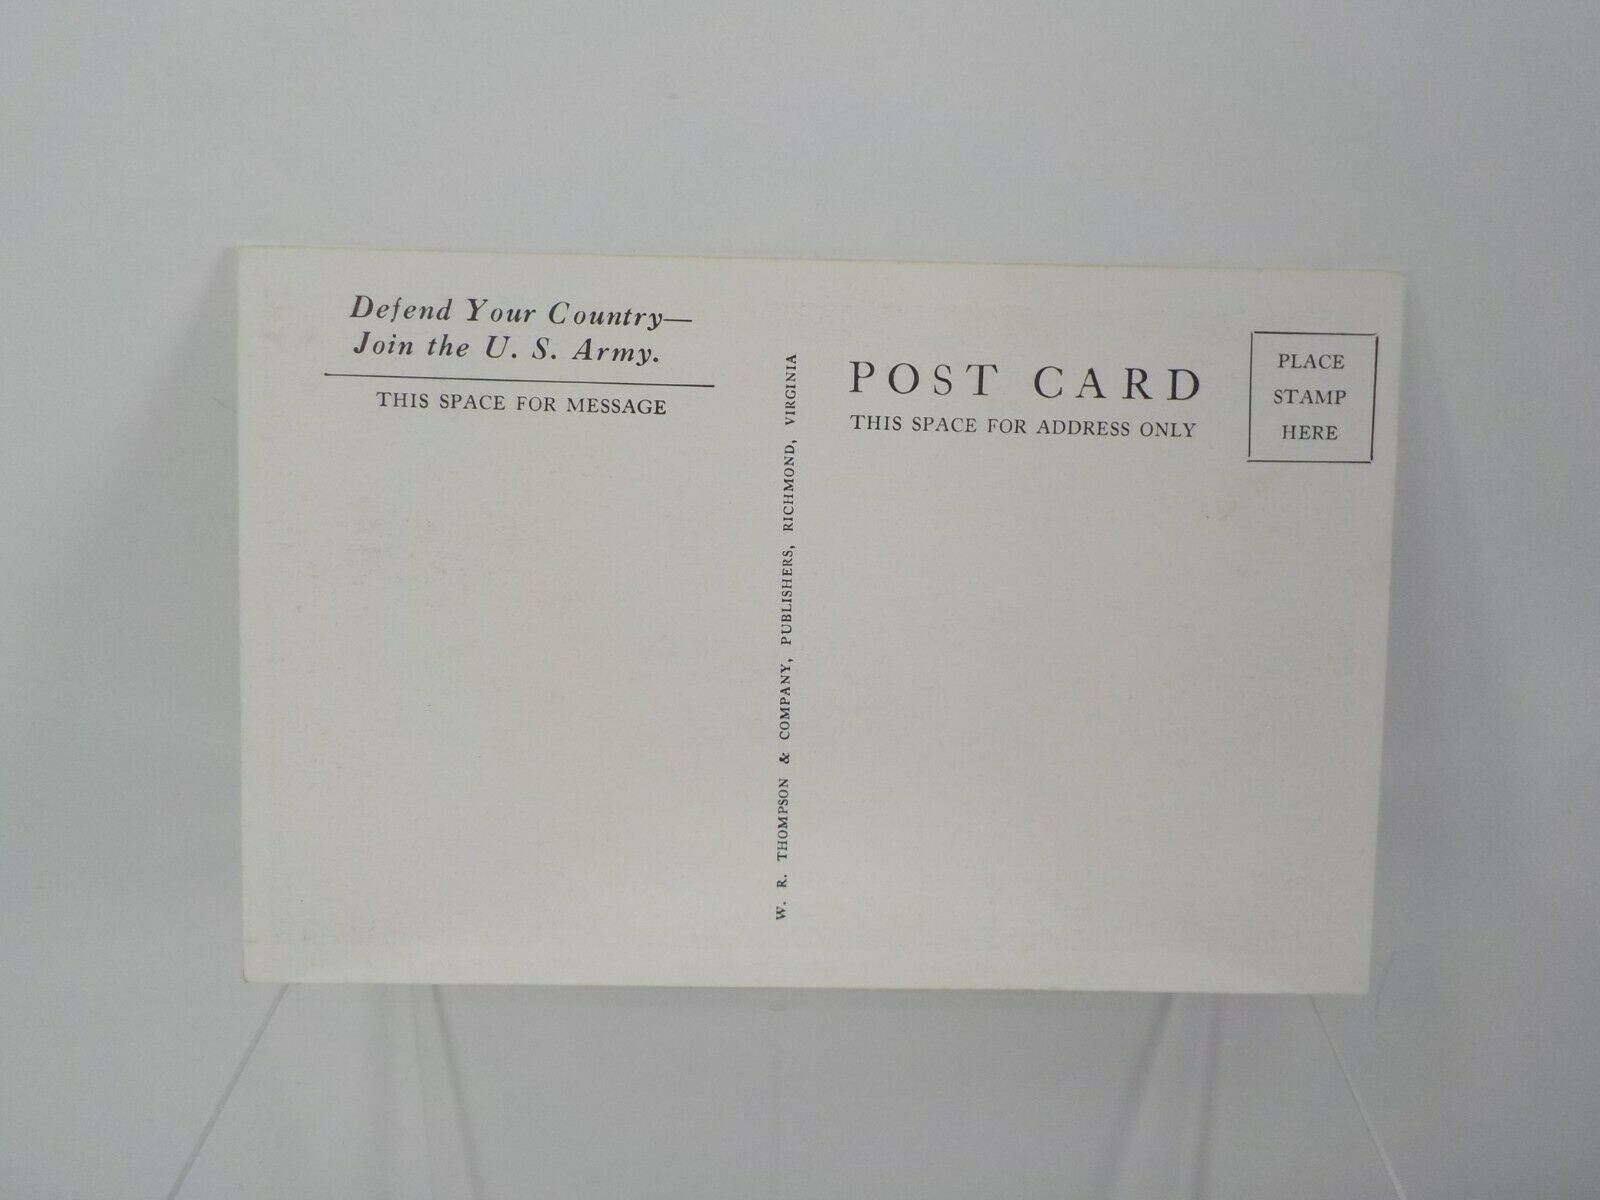 Defend Your Country—
Join the U. S. Army.
THIS SPACE FOR MESSAGE
W. R. THOMPSON & COMPANY, PUBLISHERS, RICHMOND, VIRGINIA
POST CARD
THIS SPACE FOR ADDRESS ONLY
PLACE
STAMP
HERE